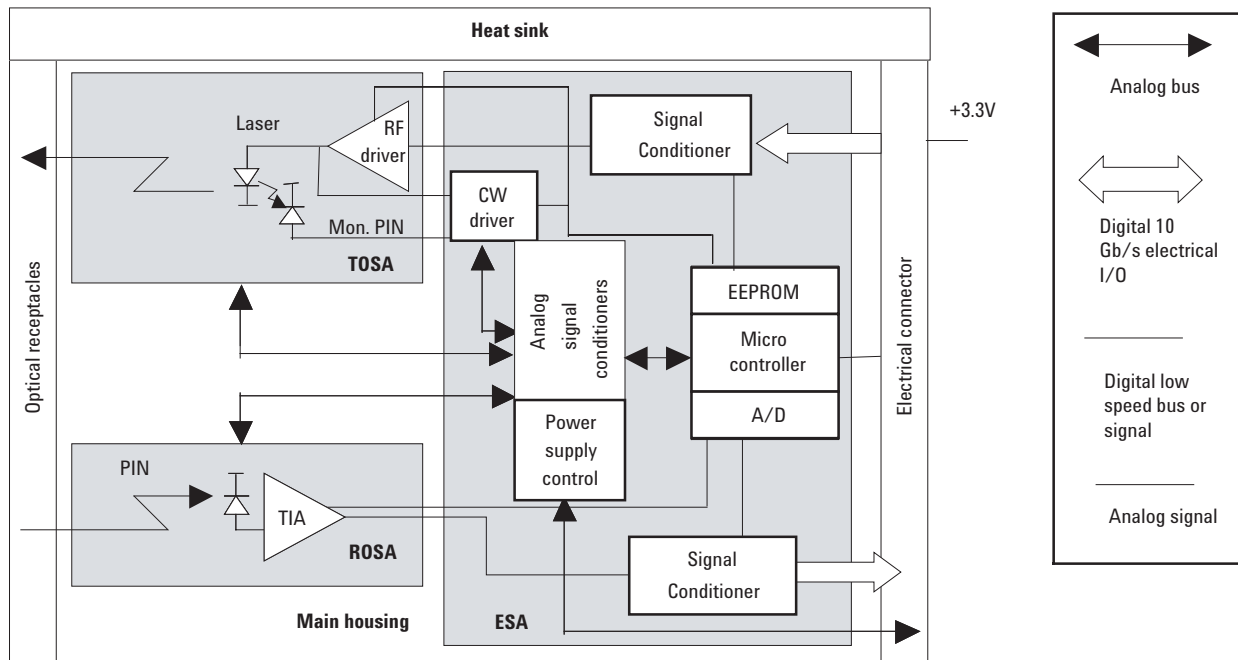 Heat sink
Optical receptacles
Laser
RF
driver
Mon. PIN
TOSA
Signal
Conditioner
CW
driver
Analog
signal
conditioners
EEPROM
Micro
controller
A/D
Power
supply
control
PIN
TIA
ROSA
Signal
Conditioner
Main housing
ESA
Electrical connector
+3.3V
Analog bus
Digital 10
Gb/s electrical
I/O
Digital low
speed bus or
signal
Analog signal